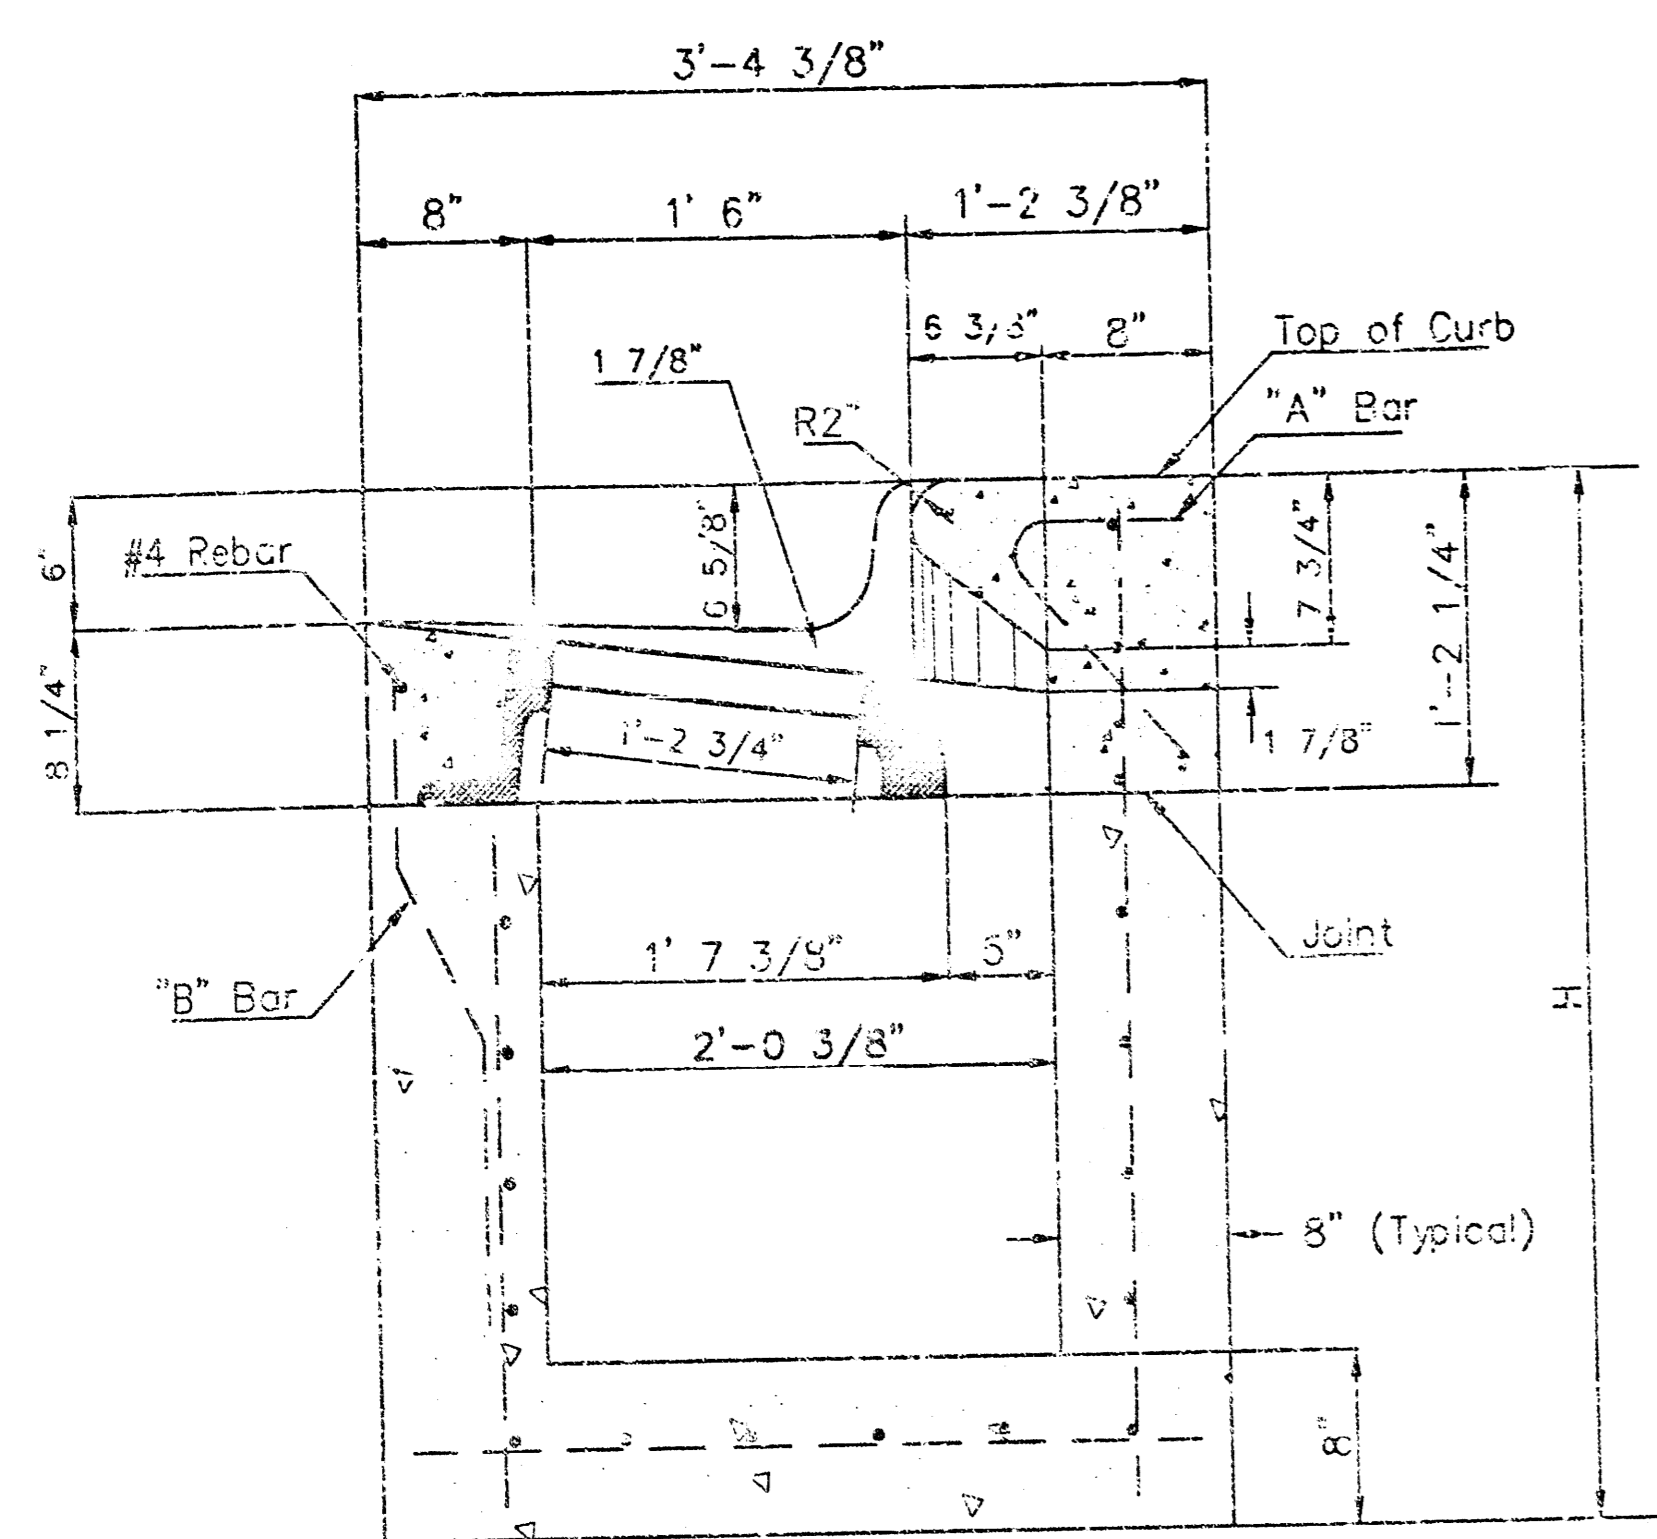 3'-4 3/8"
8" 1' 6" 1'-2 3/8"
6 3/8" 8"
Top of Curb
1 7/8"
"A" Bar
R2"
#4 Rebar
6"
6 5/8"
7 3/4"
1'-2 1/4"
8 1/4"
1'-2 3/4"
1 7/8"
Joint
1' 7 3/8" 5"
"B" Bar
H
2'-0 3/8"
8" (Typical)
8"